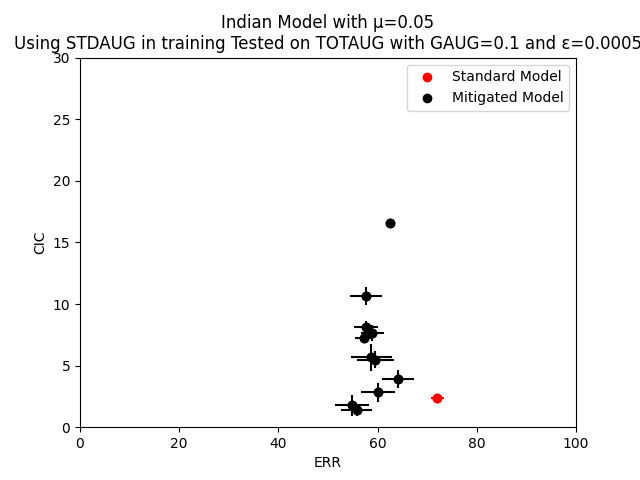 Indian Model with μ=0.05
Using STDAUG in training Tested on TOTAUG with GAUG=0.1 and ε=0.0005
30
25
20
15
10
5
0
CIC
Standard Model
Mitigated Model
0 20 40 60 80 100
ERR